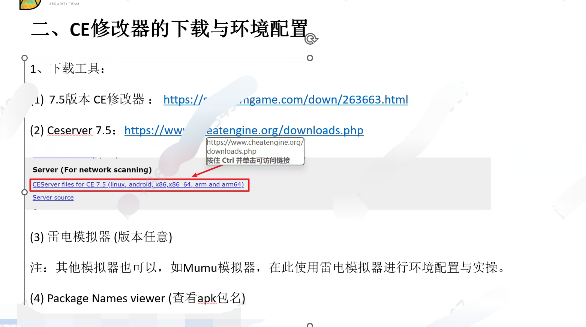 二、CE修改器的下载与环境配置
1、下载工具：
(1) 7.5版本 CE修改器 ： ngame.com/down/263663.html
(2) Ceserver 7.5: https://www. eatengine.org/downloads.php
https://www.cheatengine.org/
downloads.php
按住 Ctrl 并单击可访问链接
Server (For network scanning)
CEServer files for CE 7.5 (linux, android, x86,x86_64, arm and arm64)
Server source
(3) 雷电模拟器 (版本任意)
注：其他模拟器也可以，如Mumu模拟器，在此使用雷电模拟器进行环境配置与实操。
(4) Package Names viewer (查看apk包名)